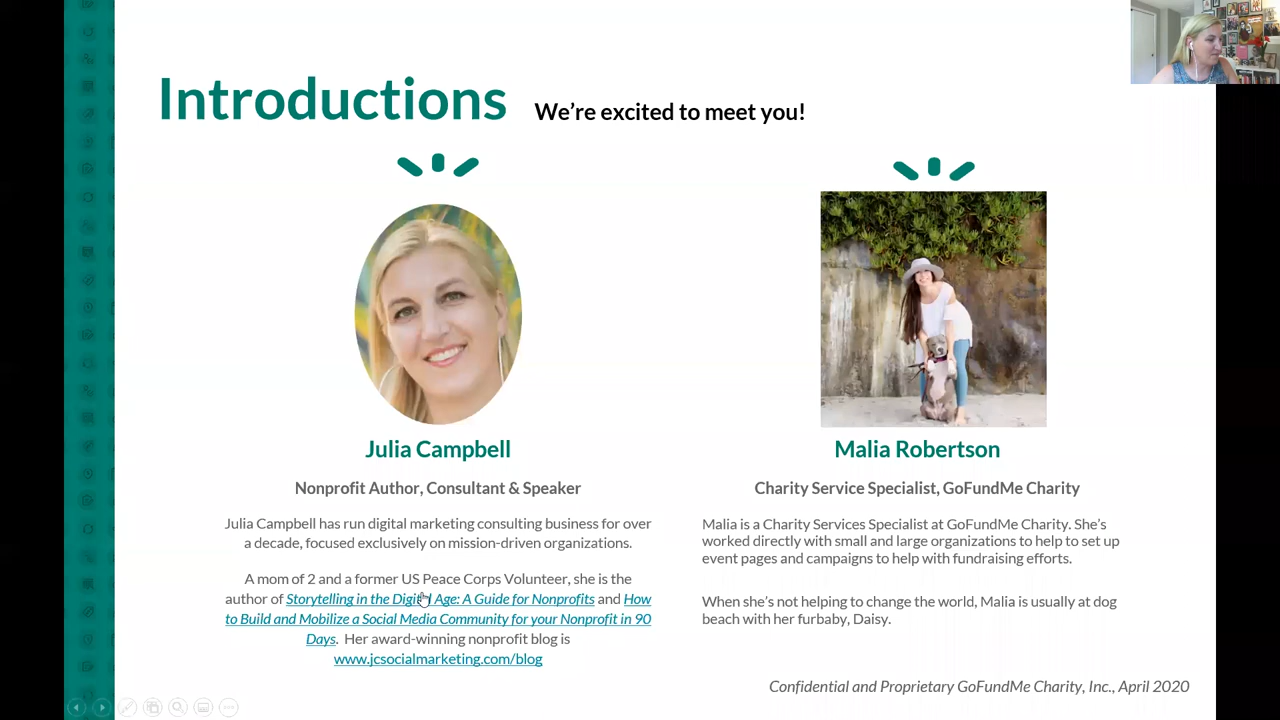 Introductions We're excited to meet you!
Julia Campbell
Nonprofit Author, Consultant & Speaker
Julia Campbell has run digital marketing consulting business for over
a decade, focused exclusively on mission-driven organizations.
A mom of 2 and a former US Peace Corps Volunteer, she is the
author of Storytelling in the Digital Age: A Guide for Nonprofits and How
to Build and Mobilize a Social Media Community for your Nonprofit in 90
Days. Her award-winning nonprofit blog is
www.jcsocialmarketing.com/blog
Malia Robertson
Charity Service Specialist, GoFundMe Charity
Malia is a Charity Services Specialist at GoFundMe Charity. She's
worked directly with small and large organizations to help to set up
event pages and campaigns to help with fundraising efforts.
When she's not helping to change the world, Malia is usually at dog
beach with her furbaby, Daisy.
Confidential and Proprietary GoFundMe Charity, Inc., April 2020